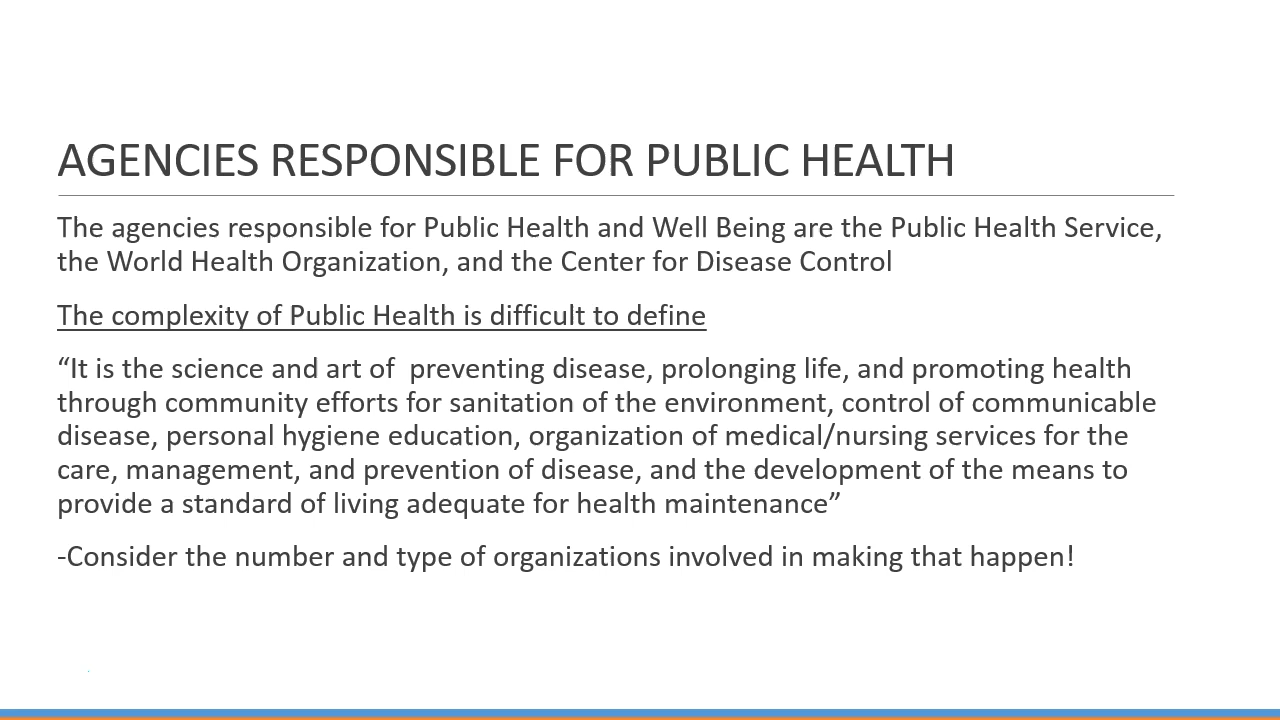 AGENCIES RESPONSIBLE FOR PUBLIC HEALTH
The agencies responsible for Public Health and Well Being are the Public Health Service,
the World Health Organization, and the Center for Disease Control
The complexity of Public Health is difficult to define
“It is the science and art of  preventing disease, prolonging life, and promoting health
through community efforts for sanitation of the environment, control of communicable
disease, personal hygiene education, organization of medical/nursing services for the
care, management, and prevention of disease, and the development of the means to
provide a standard of living adequate for health maintenance”
-Consider the number and type of organizations involved in making that happen!